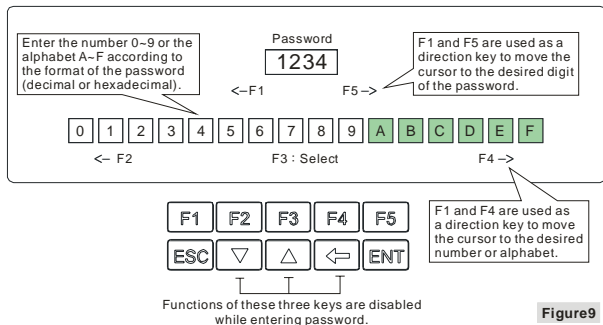 Enter the number 0~9 or the
alphabet A~F according to
the format of the password
(decimal or hexadecimal).
Password
1234
<–F1 F5–>
F1 and F5 are used as a
direction key to move the
cursor to the desired digit
of the password.
0 1 2 3 4 5 6 7 8 9 A B C D E F
<– F2 F3 : Select F4 –>
F1 and F4 are used as
a direction key to move
the cursor to the desired
number or alphabet.
F1 F2 F3 F4 F5
ESC ▽ △ ⇦ ENT
Functions of these three keys are disabled
while entering password.
Figure9